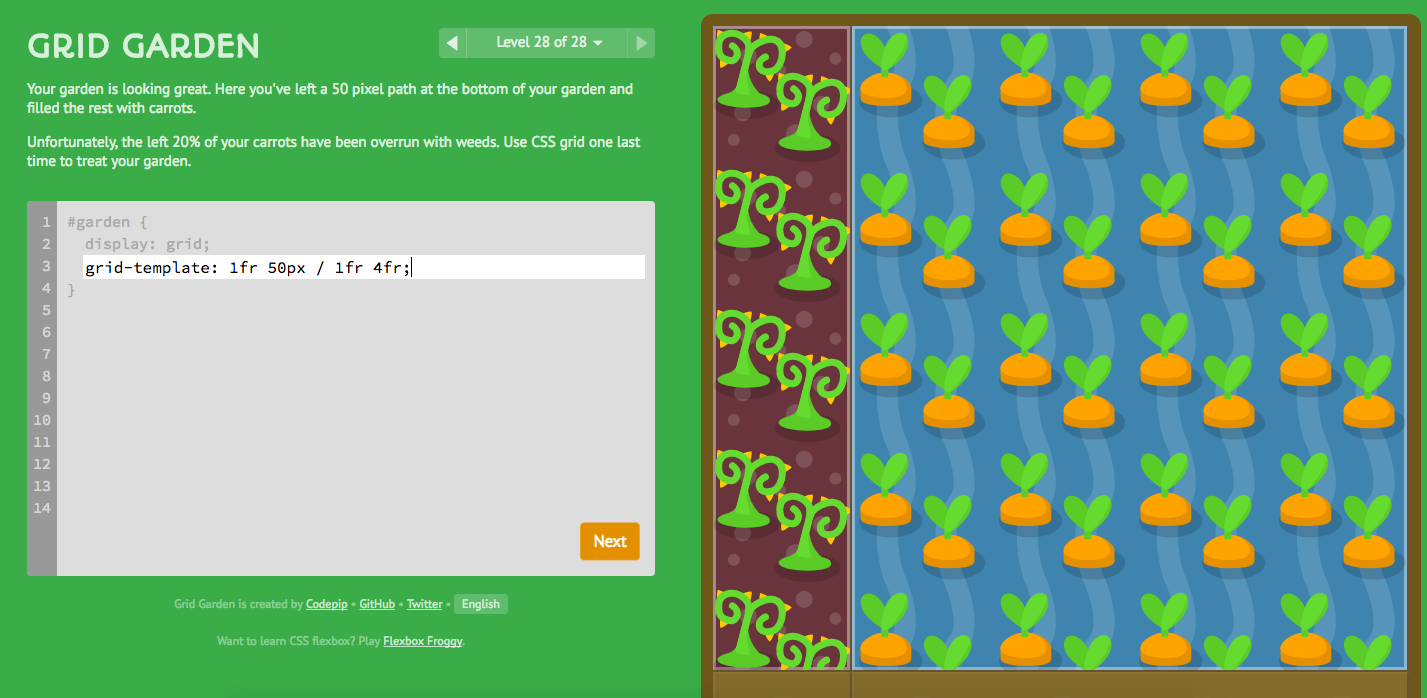 GRID GARDEN
Level 28 of 28
Your garden is looking great. Here you've left a 50 pixel path at the bottom of your garden and
filled the rest with carrots.
Unfortunately, the left 20% of your carrots have been overrun with weeds. Use CSS grid one last
time to treat your garden.
1 #garden {
2 display: grid;
3 grid-template: 1fr 50px / 1fr 4fr;
4 }
5
6
7
8
9
10
11
12
13
14
Next
Grid Garden is created by Codepip • GitHub • Twitter • English
Want to learn CSS flexbox? Play Flexbox Froggy.